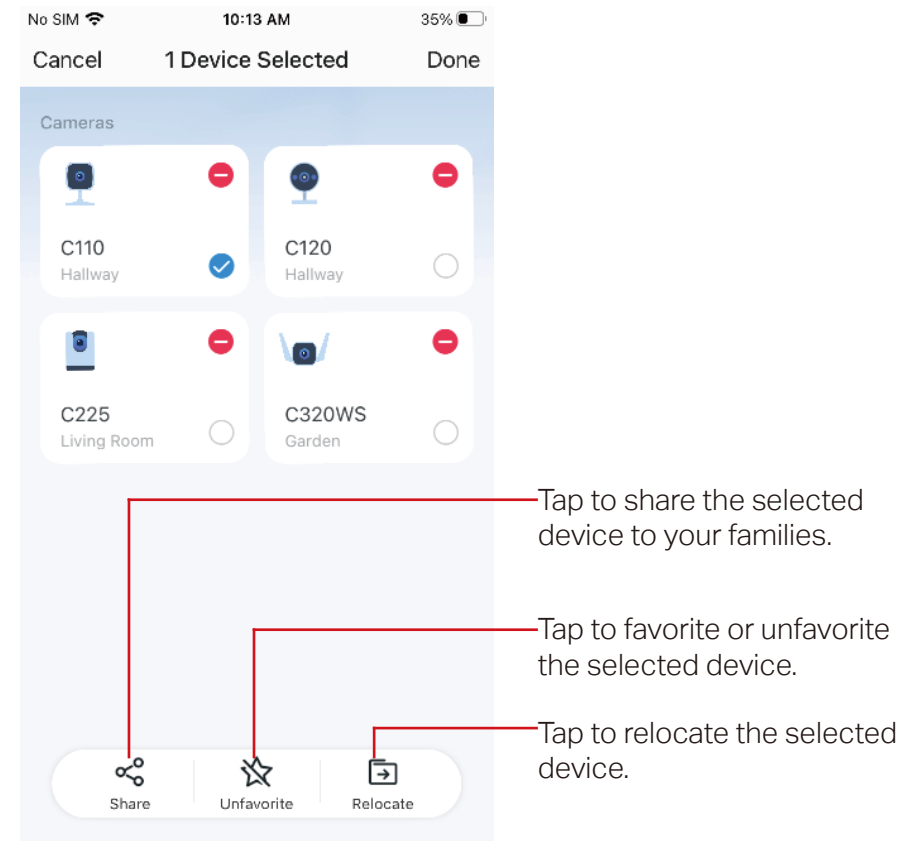 No SIM 10:13 AM 35%
Cancel 1 Device Selected Done
Cameras
C110
Hallway
C120
Hallway
C225
Living Room
C320WS
Garden
Tap to share the selected
device to your families.
Tap to favorite or unfavorite
the selected device.
Tap to relocate the selected
device.
Share Unfavorite Relocate